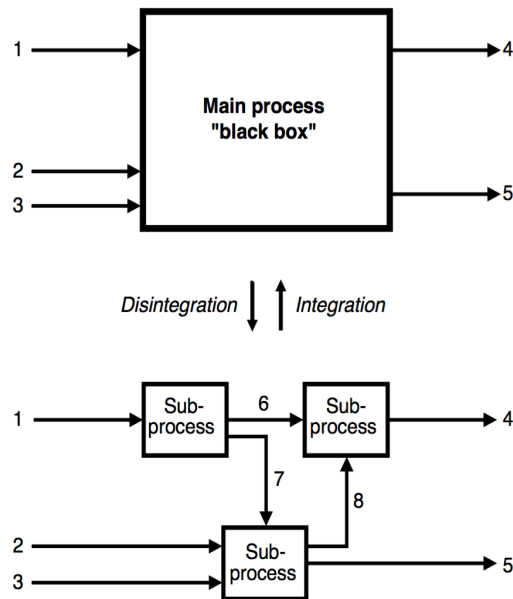 1
4
Main process
"black box"
2
3
5
Disintegration
Integration
1
Sub-
process
6
Sub-
process
4
7
8
2
3
Sub-
process
5